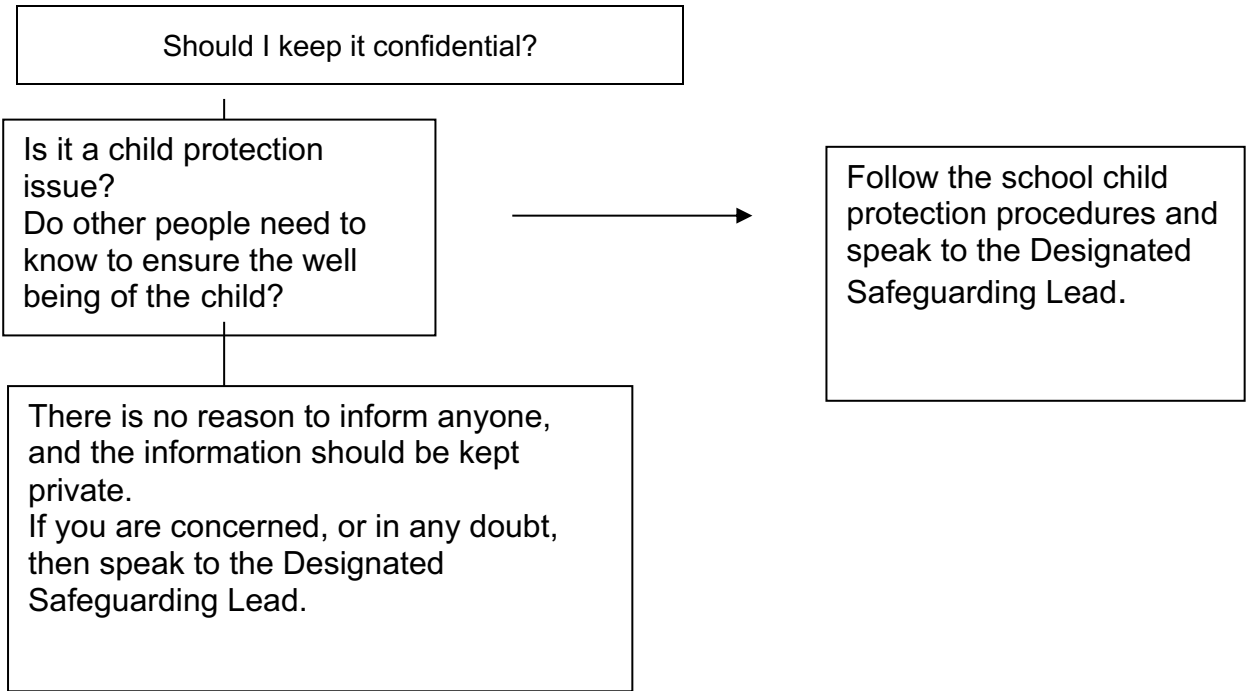 Should I keep it confidential?
Is it a child protection
issue?
Do other people need to
know to ensure the well
being of the child?
Follow the school child
protection procedures and
speak to the Designated
Safeguarding Lead.
There is no reason to inform anyone,
and the information should be kept
private.
If you are concerned, or in any doubt,
then speak to the Designated
Safeguarding Lead.